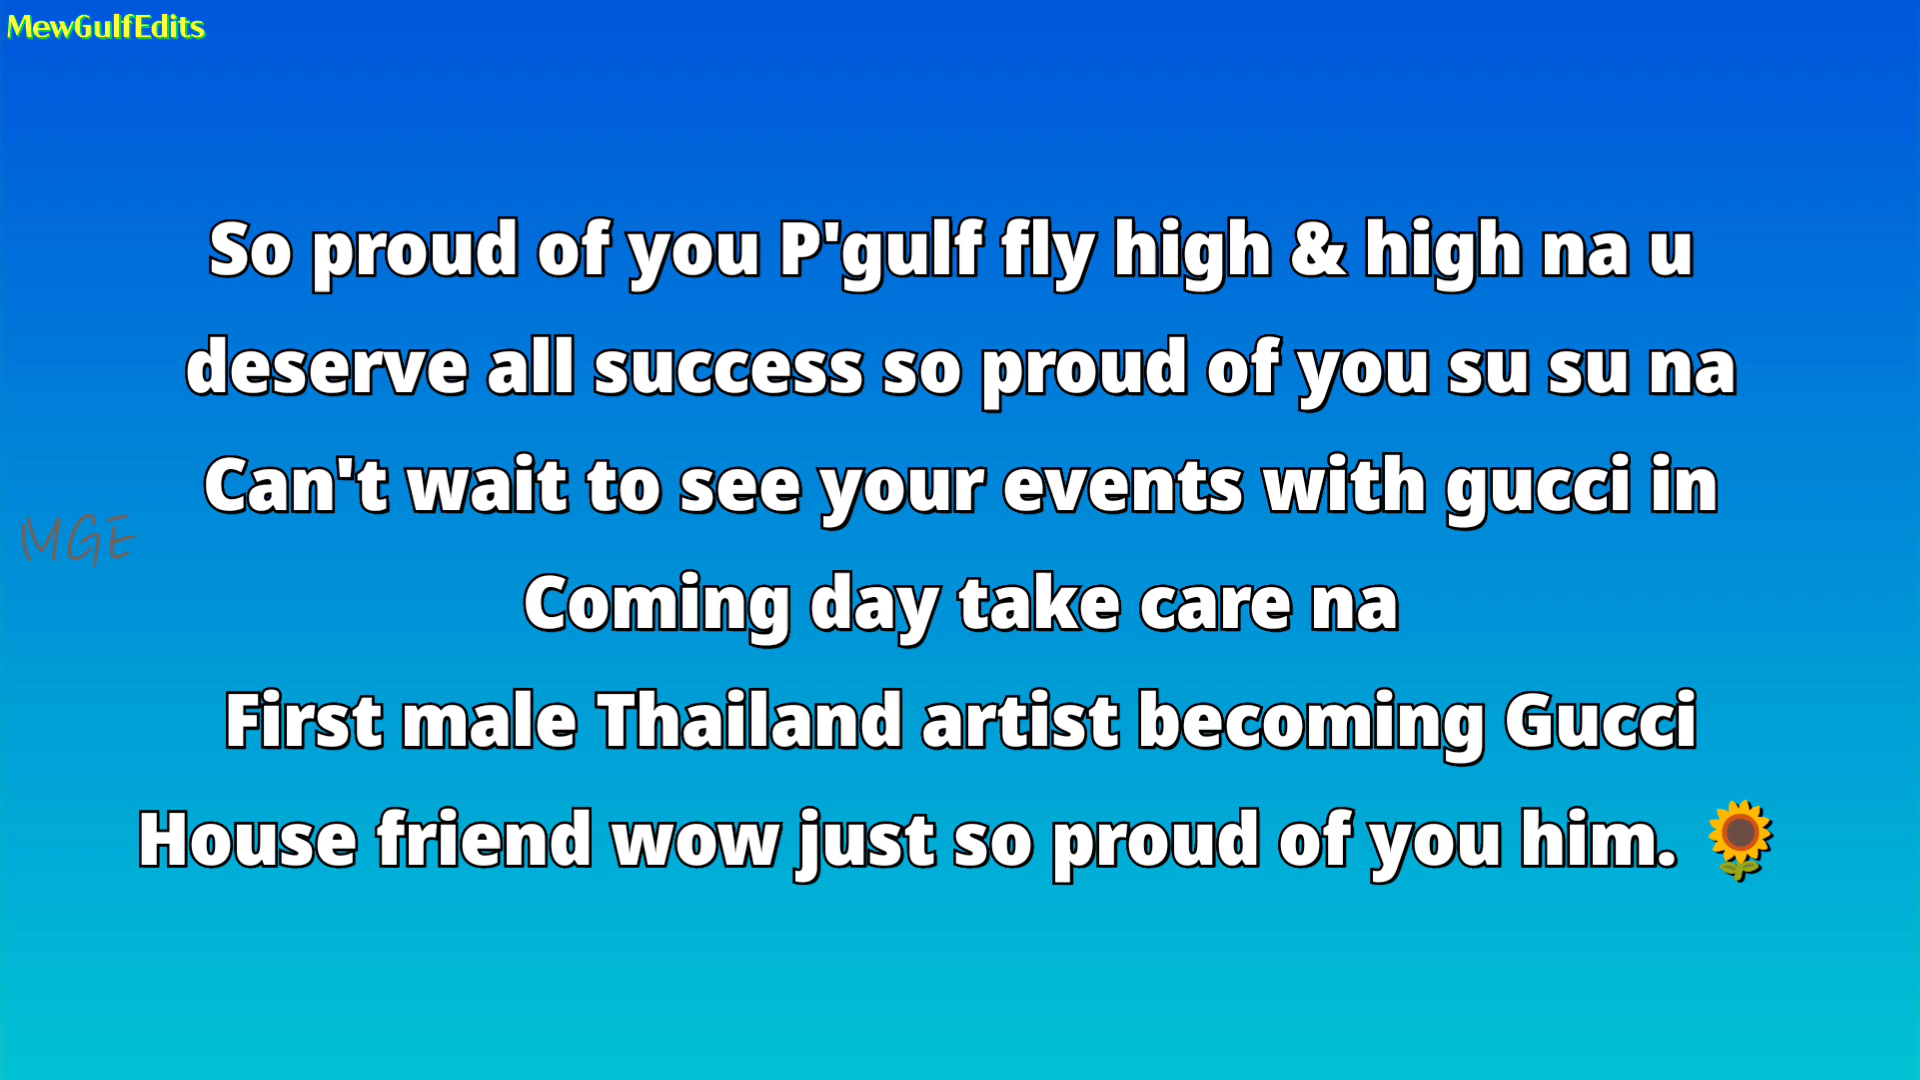 MewGulfEdits
So proud of you P'gulf fly high & high na u
deserve all success so proud of you su su na
Can't wait to see your events with gucci in
MGE
Coming day take care na
First male Thailand artist becoming Gucci
House friend wow just so proud of you him. 🌻